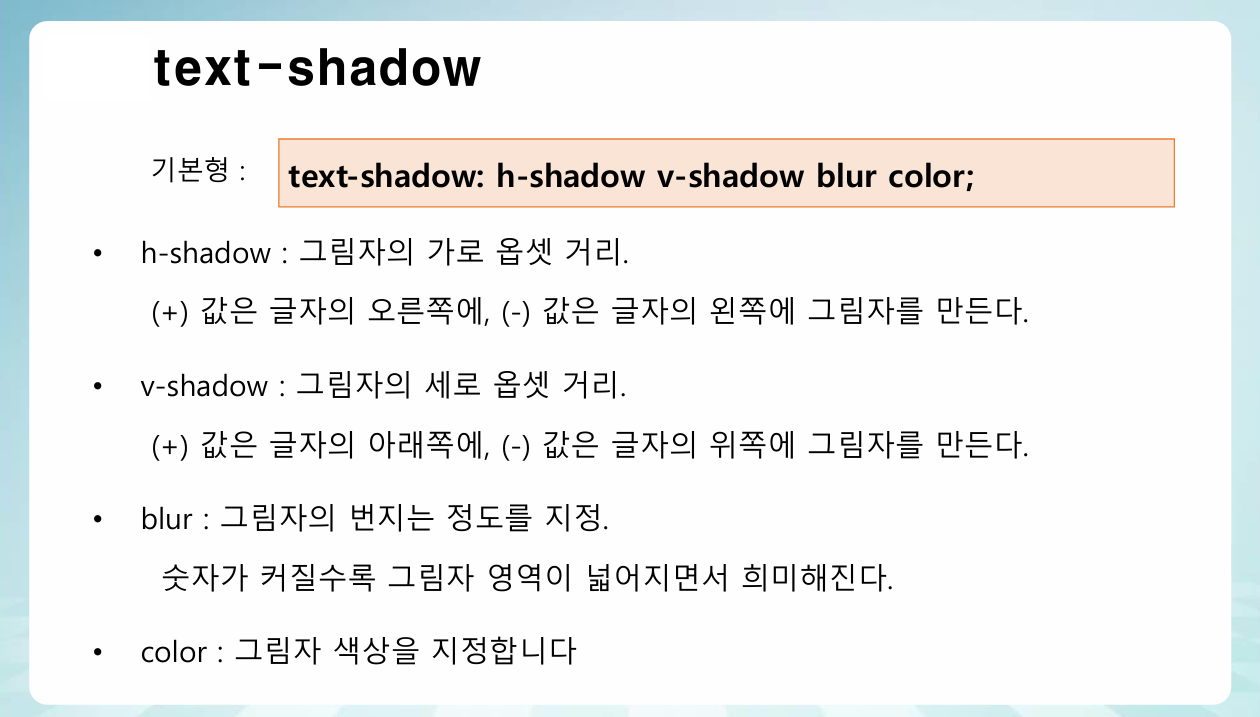 text-shadow
기본형 :
text-shadow: h-shadow v-shadow blur color;
• h-shadow : 그림자의 가로 옵셋 거리.
(+) 값은 글자의 오른쪽에, (-) 값은 글자의 왼쪽에 그림자를 만든다.
• v-shadow : 그림자의 세로 옵셋 거리.
(+) 값은 글자의 아래쪽에, (-) 값은 글자의 위쪽에 그림자를 만든다.
• blur : 그림자의 번지는 정도를 지정.
숫자가 커질수록 그림자 영역이 넓어지면서 희미해진다.
• color : 그림자 색상을 지정합니다